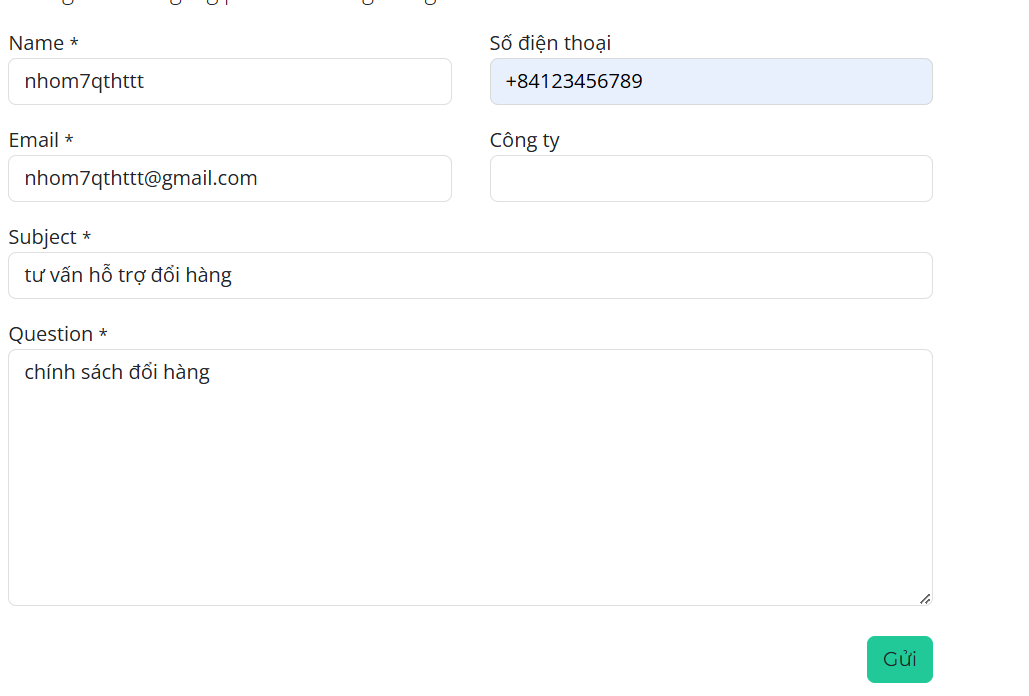 Name *
Số điện thoại
nhom7qthttt
+84123456789
Email *
Công ty
nhom7qthttt@gmail.com
Subject *
tư vấn hỗ trợ đổi hàng
Question *
chính sách đổi hàng
Gửi